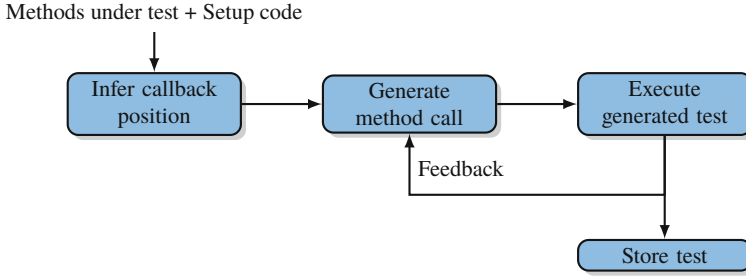 Methods under test + Setup code
Infer callback
position
Generate
method call
Execute
generated test
Feedback
Store test